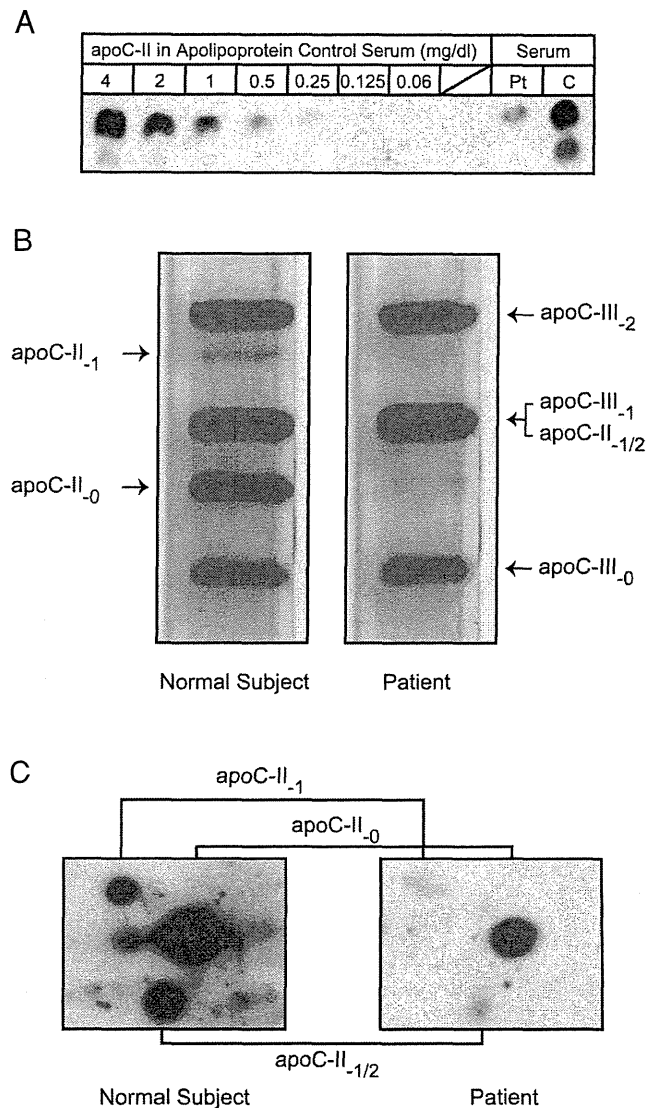 A
apoC-II in Apolipoprotein Control Serum (mg/dl) Serum
4 2 1 0.5 0.25 0.125 0.06 Pt C
B
apoC-II-1
apoC-II-0
apoC-III-2
apoC-III-1
apoC-II-1/2
apoC-III-0
Normal Subject Patient
C
apoC-II-1
apoC-II-0
apoC-II-1/2
Normal Subject Patient